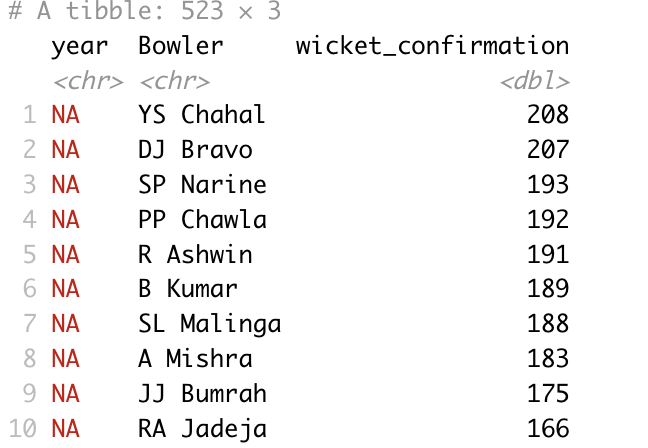 # A tibble: 523 × 3
year Bowler wicket_confirmation
<chr> <chr> <dbl>
1 NA YS Chahal 208
2 NA DJ Bravo 207
3 NA SP Narine 193
4 NA PP Chawla 192
5 NA R Ashwin 191
6 NA B Kumar 189
7 NA SL Malinga 188
8 NA A Mishra 183
9 NA JJ Bumrah 175
10 NA RA Jadeja 166